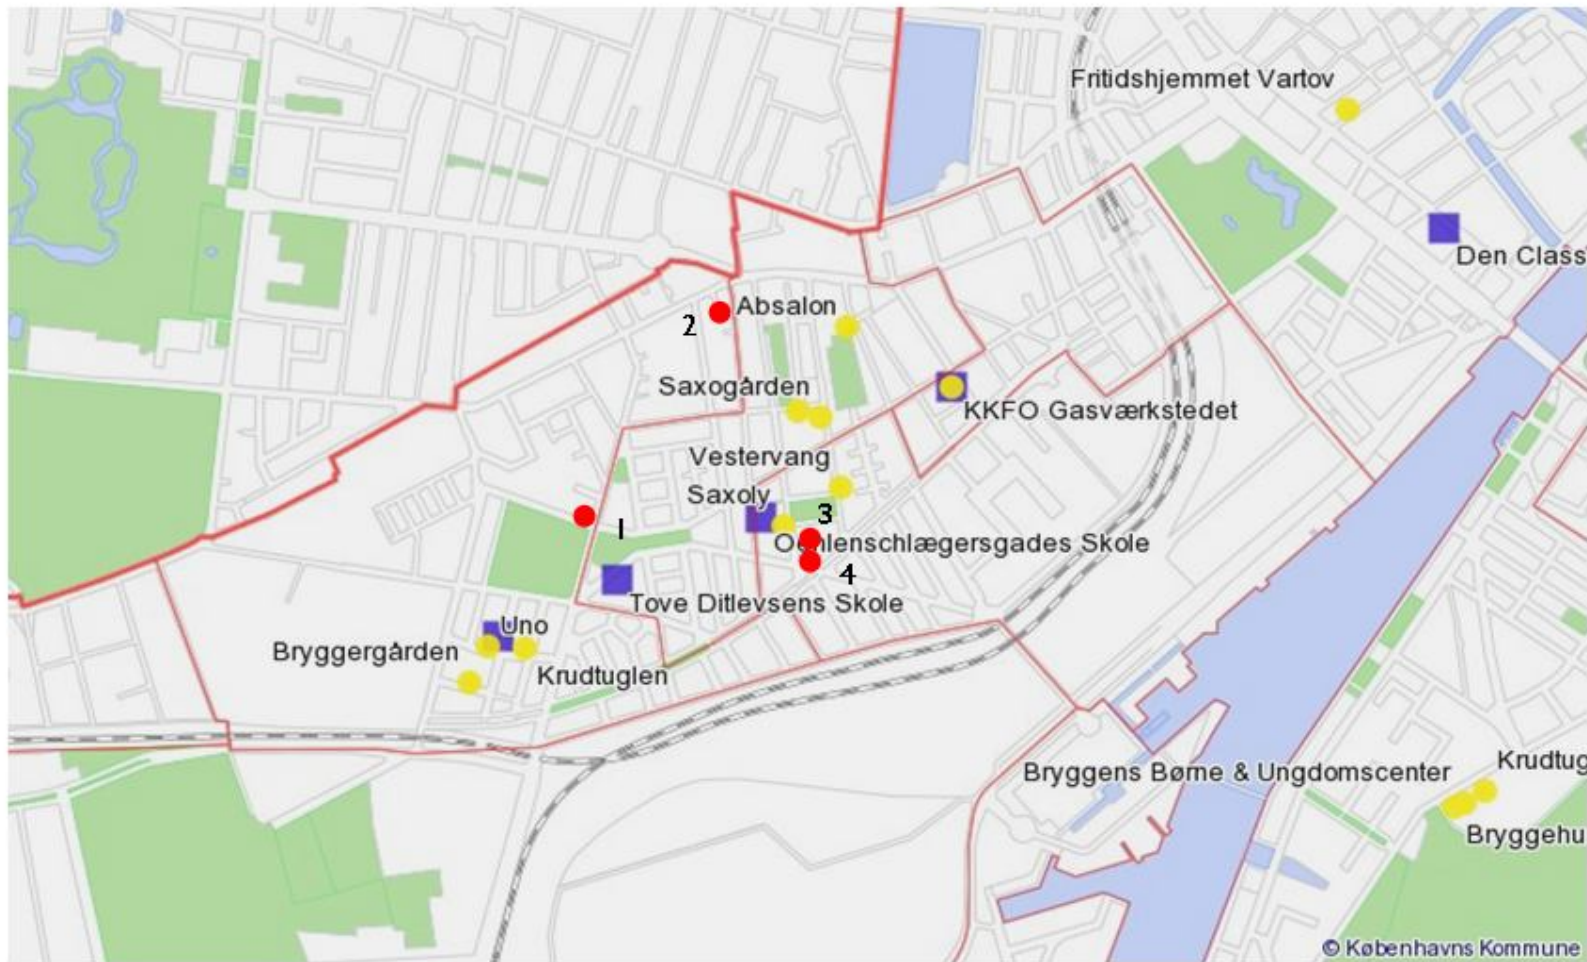 Fritidshjemmet Vartov
Den Class
2
Absalon
Saxogården
KKFO Gasværkstedet
Vestervang
Saxoly
1
3
Oehlenschlægersgades Skole
4
Tove Ditlevsens Skole
Uno
Bryggergården
Krudtuglen
Bryggens Børne & Ungdomscenter
Krudtug
Bryggehu
© Københavns Kommune